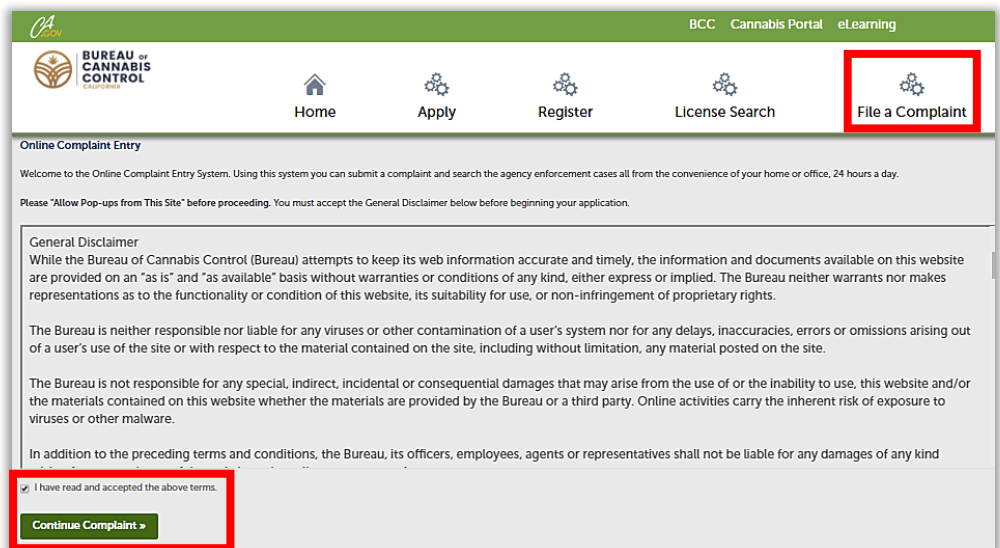 CA
.GOV
BCC Cannabis Portal eLearning
BUREAU OF
CANNABIS
CONTROL
CALIFORNIA
Home Apply Register License Search File a Complaint
Online Complaint Entry
Welcome to the Online Complaint Entry System. Using this system you can submit a complaint and search the agency enforcement cases all from the convenience of your home or office, 24 hours a day.
Please "Allow Pop-ups from This Site" before proceeding. You must accept the General Disclaimer below before beginning your application.
General Disclaimer
While the Bureau of Cannabis Control (Bureau) attempts to keep its web information accurate and timely, the information and documents available on this website
are provided on an "as is" and "as available" basis without warranties or conditions of any kind, either express or implied. The Bureau neither warrants nor makes
representations as to the functionality or condition of this website, its suitability for use, or non-infringement of proprietary rights.
The Bureau is neither responsible nor liable for any viruses or other contamination of a user's system nor for any delays, inaccuracies, errors or omissions arising out
of a user's use of the site or with respect to the material contained on the site, including without limitation, any material posted on the site.
The Bureau is not responsible for any special, indirect, incidental or consequential damages that may arise from the use of or the inability to use, this website and/or
the materials contained on this website whether the materials are provided by the Bureau or a third party. Online activities carry the inherent risk of exposure to
viruses or other malware.
In addition to the preceding terms and conditions, the Bureau, its officers, employees, agents or representatives shall not be liable for any damages of any kind
I have read and accepted the above terms.
Continue Complaint »